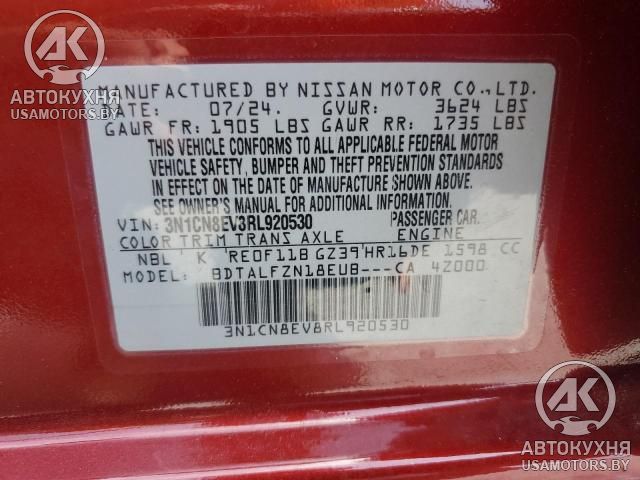 АК
АВТОКУХНЯ
USAMOTORS.BY
MANUFACTURED BY NISSAN MOTOR CO.,LTD.
DATE: 07/24. GVWR: 3624 LBS
GAWR FR: 1905 LBS GAWR RR: 1735 LBS
THIS VEHICLE CONFORMS TO ALL APPLICABLE FEDERAL MOTOR
VEHICLE SAFETY, BUMPER AND THEFT PREVENTION STANDARDS
IN EFFECT ON THE DATE OF MANUFACTURE SHOWN ABOVE.
SEE OWNER'S MANUAL FOR ADDITIONAL INFORMATION.
VIN: 3N1CN8EV3RL920530 PASSENGER CAR
COLOR TRIM TRANS AXLE ENGINE
NBL K RE0F11B GZ39 HR16DE 1598 CC
MODEL: BDTALFZN18EUB---CA 4Z000
3N1CN8EV8RL920530
АК
АВТОКУХНЯ
USAMOTORS.BY